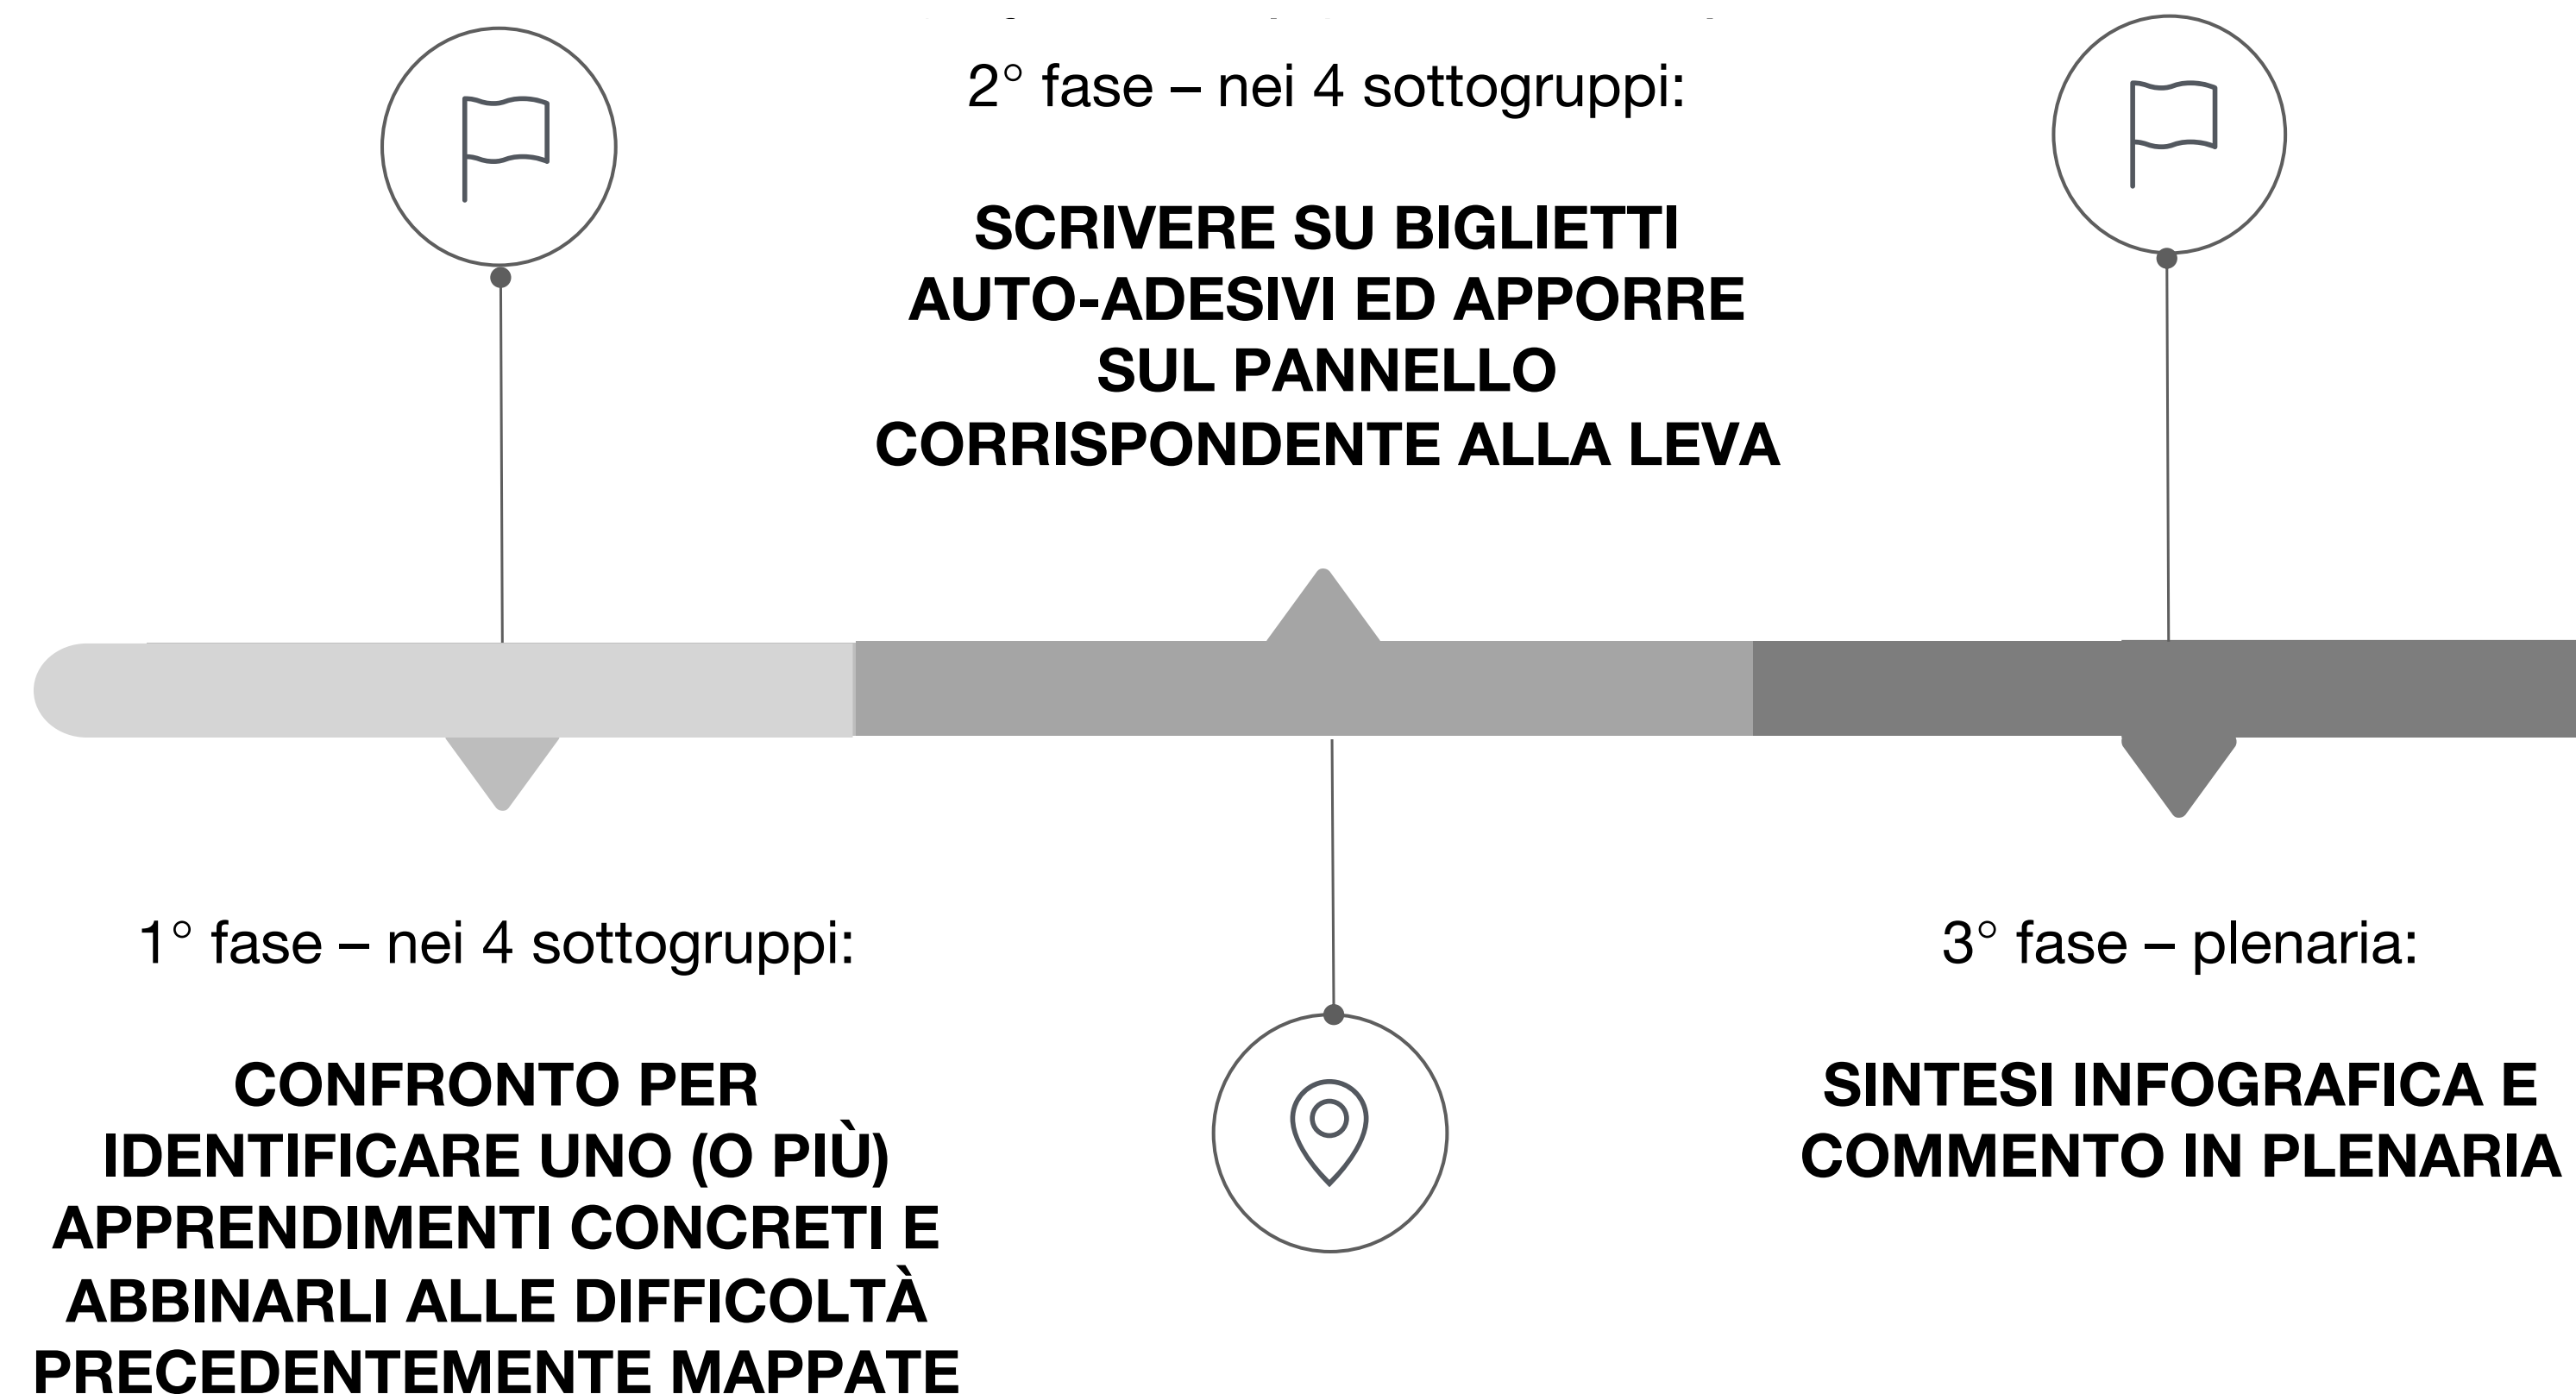 2° fase – nei 4 sottogruppi:
SCRIVERE SU BIGLIETTI
AUTO-ADESIVI ED APPORRE
SUL PANNELLO
CORRISPONDENTE ALLA LEVA
1° fase – nei 4 sottogruppi:
CONFRONTO PER
IDENTIFICARE UNO (O PIÙ)
APPRENDIMENTI CONCRETI E
ABBINARLI ALLE DIFFICOLTÀ
PRECEDENTEMENTE MAPPATE
3° fase – plenaria:
SINTESI INFOGRAFICA E
COMMENTO IN PLENARIA